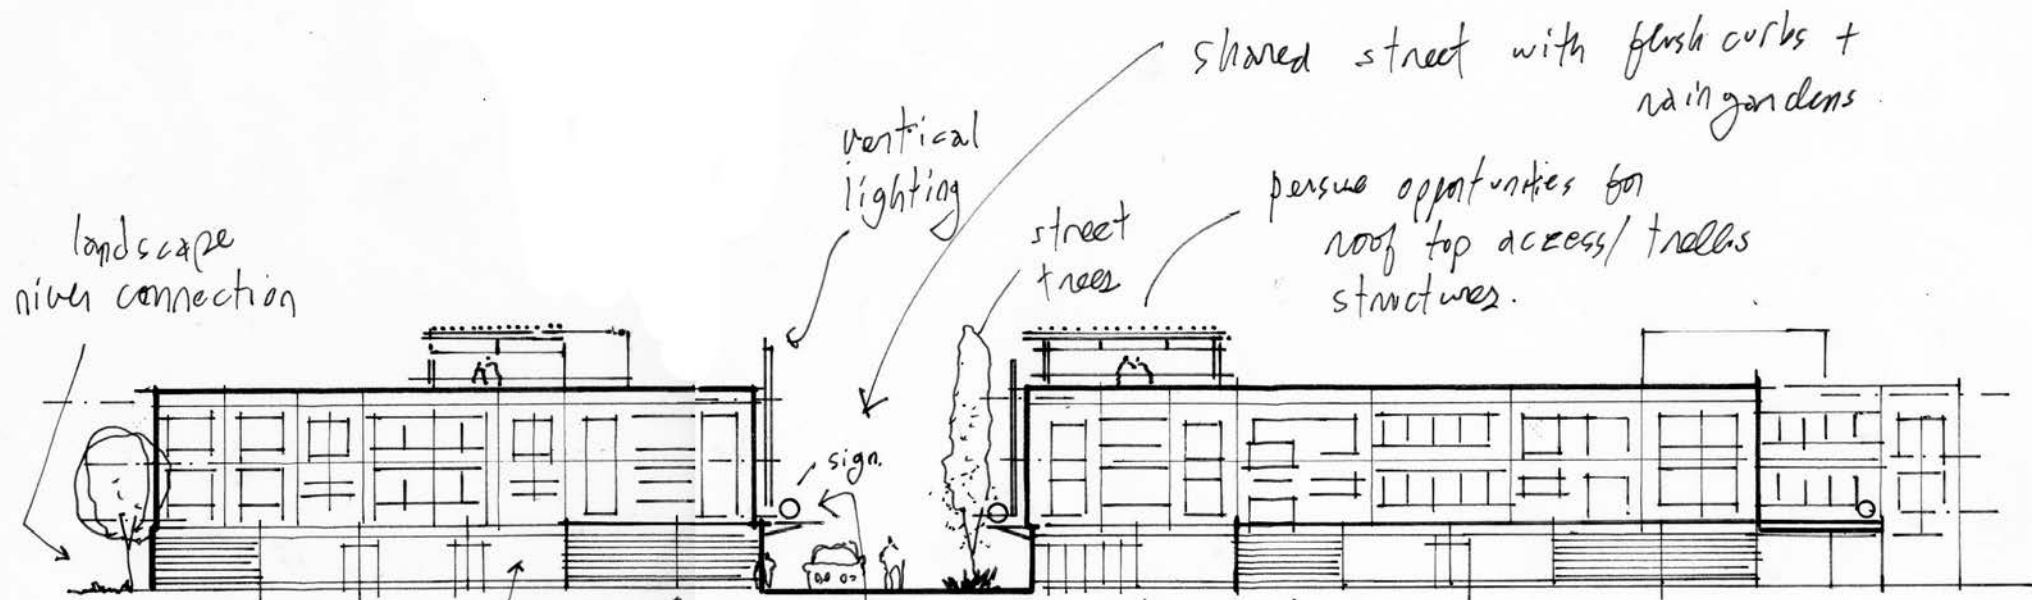 shared street with flush curbs +
raingardens
vertical
lighting
persue opportunities for
roof top access/ trellis
structures.
street
trees
landscape
river connection
sign.